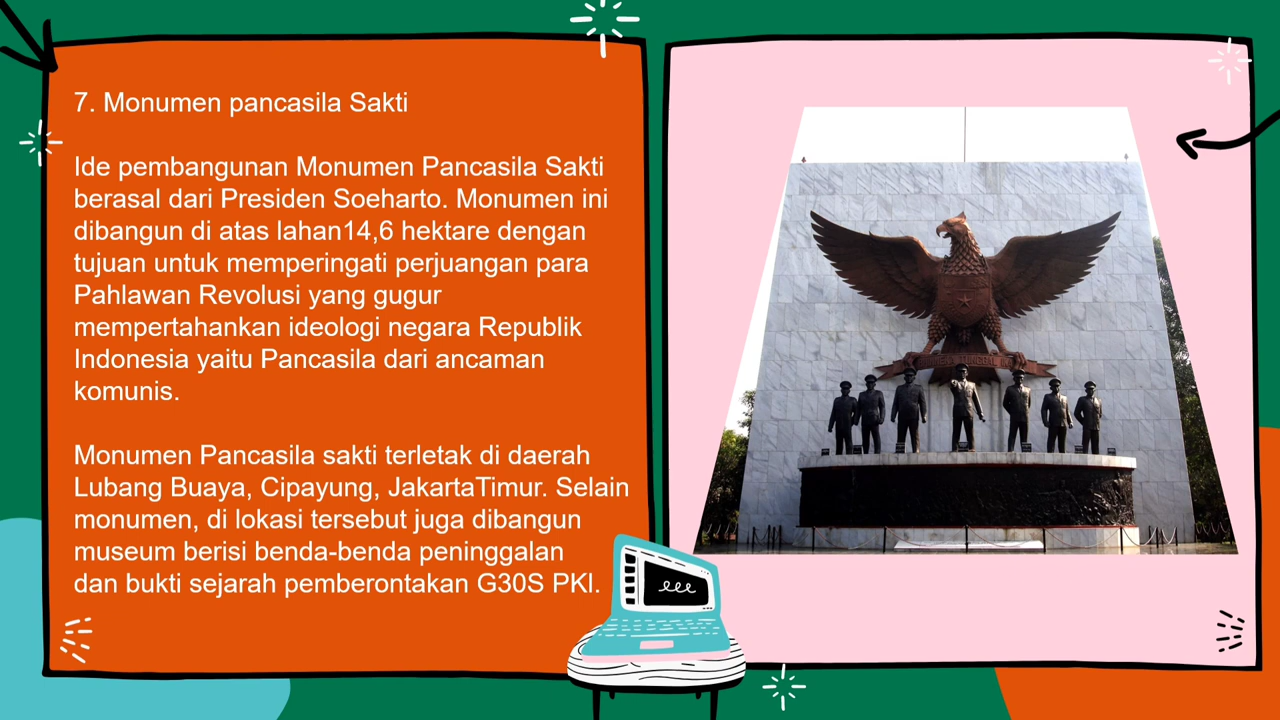 7. Monumen pancasila Sakti
Ide pembangunan Monumen Pancasila Sakti
berasal dari Presiden Soeharto. Monumen ini
dibangun di atas lahan14,6 hektare dengan
tujuan untuk memperingati perjuangan para
Pahlawan Revolusi yang gugur
mempertahankan ideologi negara Republik
Indonesia yaitu Pancasila dari ancaman
komunis.
Monumen Pancasila sakti terletak di daerah
Lubang Buaya, Cipayung, JakartaTimur. Selain
monumen, di lokasi tersebut juga dibangun
museum berisi benda-benda peninggalan
dan bukti sejarah pemberontakan G30S PKI.
TUNGGAL